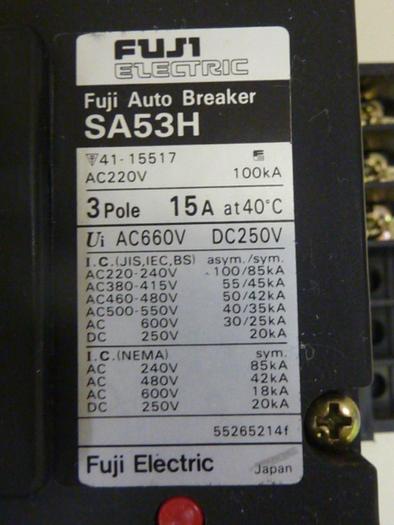 FUJI
ELECTRIC
Fuji Auto Breaker
SA53H
41-15517
AC220V 100kA
3Pole 15A at 40°C
Ui AC660V DC250V
I.C.(JIS,IEC,BS) asym./sym.
AC220-240V 100/85kA
AC380-415V 55/45kA
AC460-480V 50/42kA
AC500-550V 40/35kA
AC 600V 30/25kA
DC 250V 20kA
I.C.(NEMA) sym.
AC 240V 85kA
AC 480V 42kA
AC 600V 18kA
DC 250V 20kA
55265214f
Fuji Electric Japan